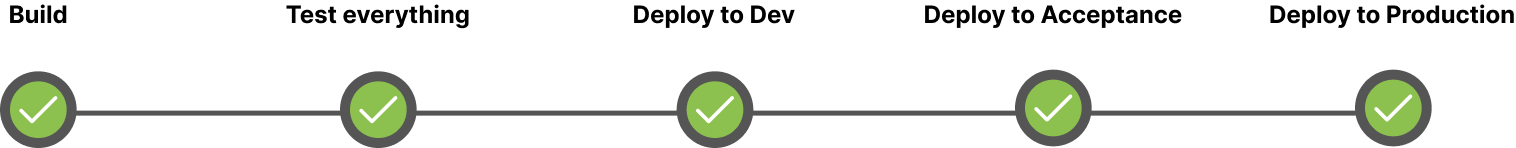 Build
Test everything
Deploy to Dev
Deploy to Acceptance
Deploy to Production